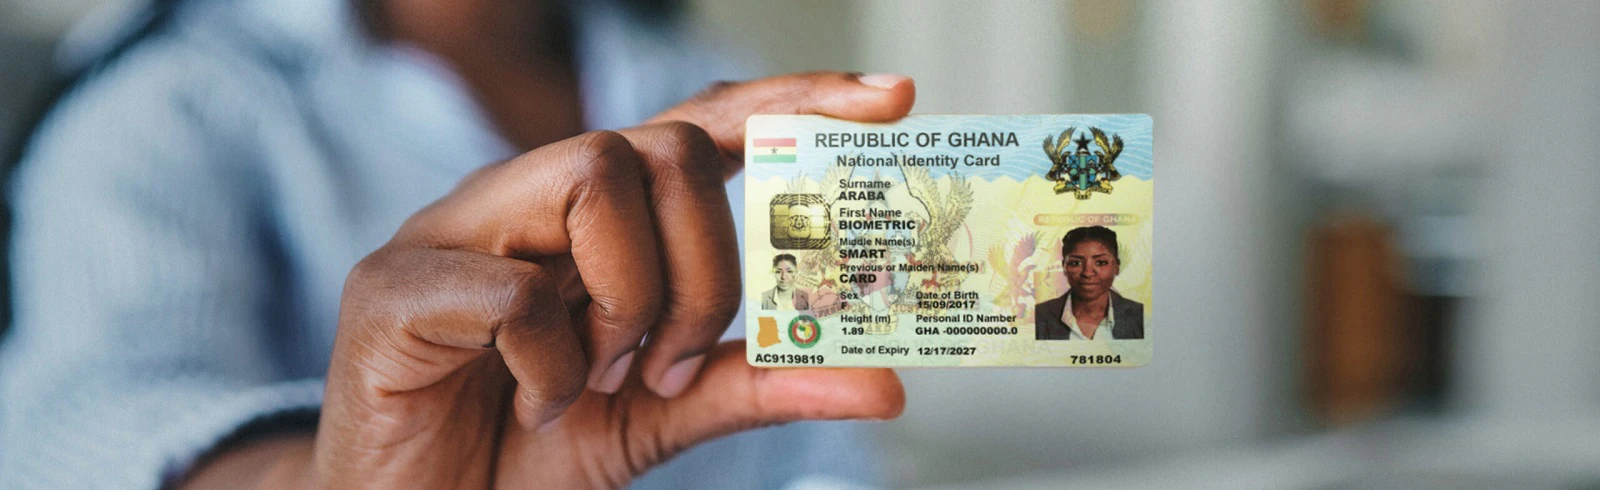 REPUBLIC OF GHANA
National Identity Card
Surname
ARABA
First Name
BIOMETRIC
Middle Name(s)
SMART
REPUBLIC OF GHANA
Previous or Maiden Name(s)
CARD
Sex Date of Birth
F 15/09/2017
Height (m) Personal ID Namber
1.89 GHA -000000000.0
Date of Expiry 12/17/2027
AC9139819 781804